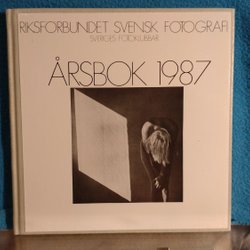 RIKSFÖRBUNDET SVENSK FOTOGRAFI
SVERIGES FOTOKLUBBAR
ÅRSBOK 1987